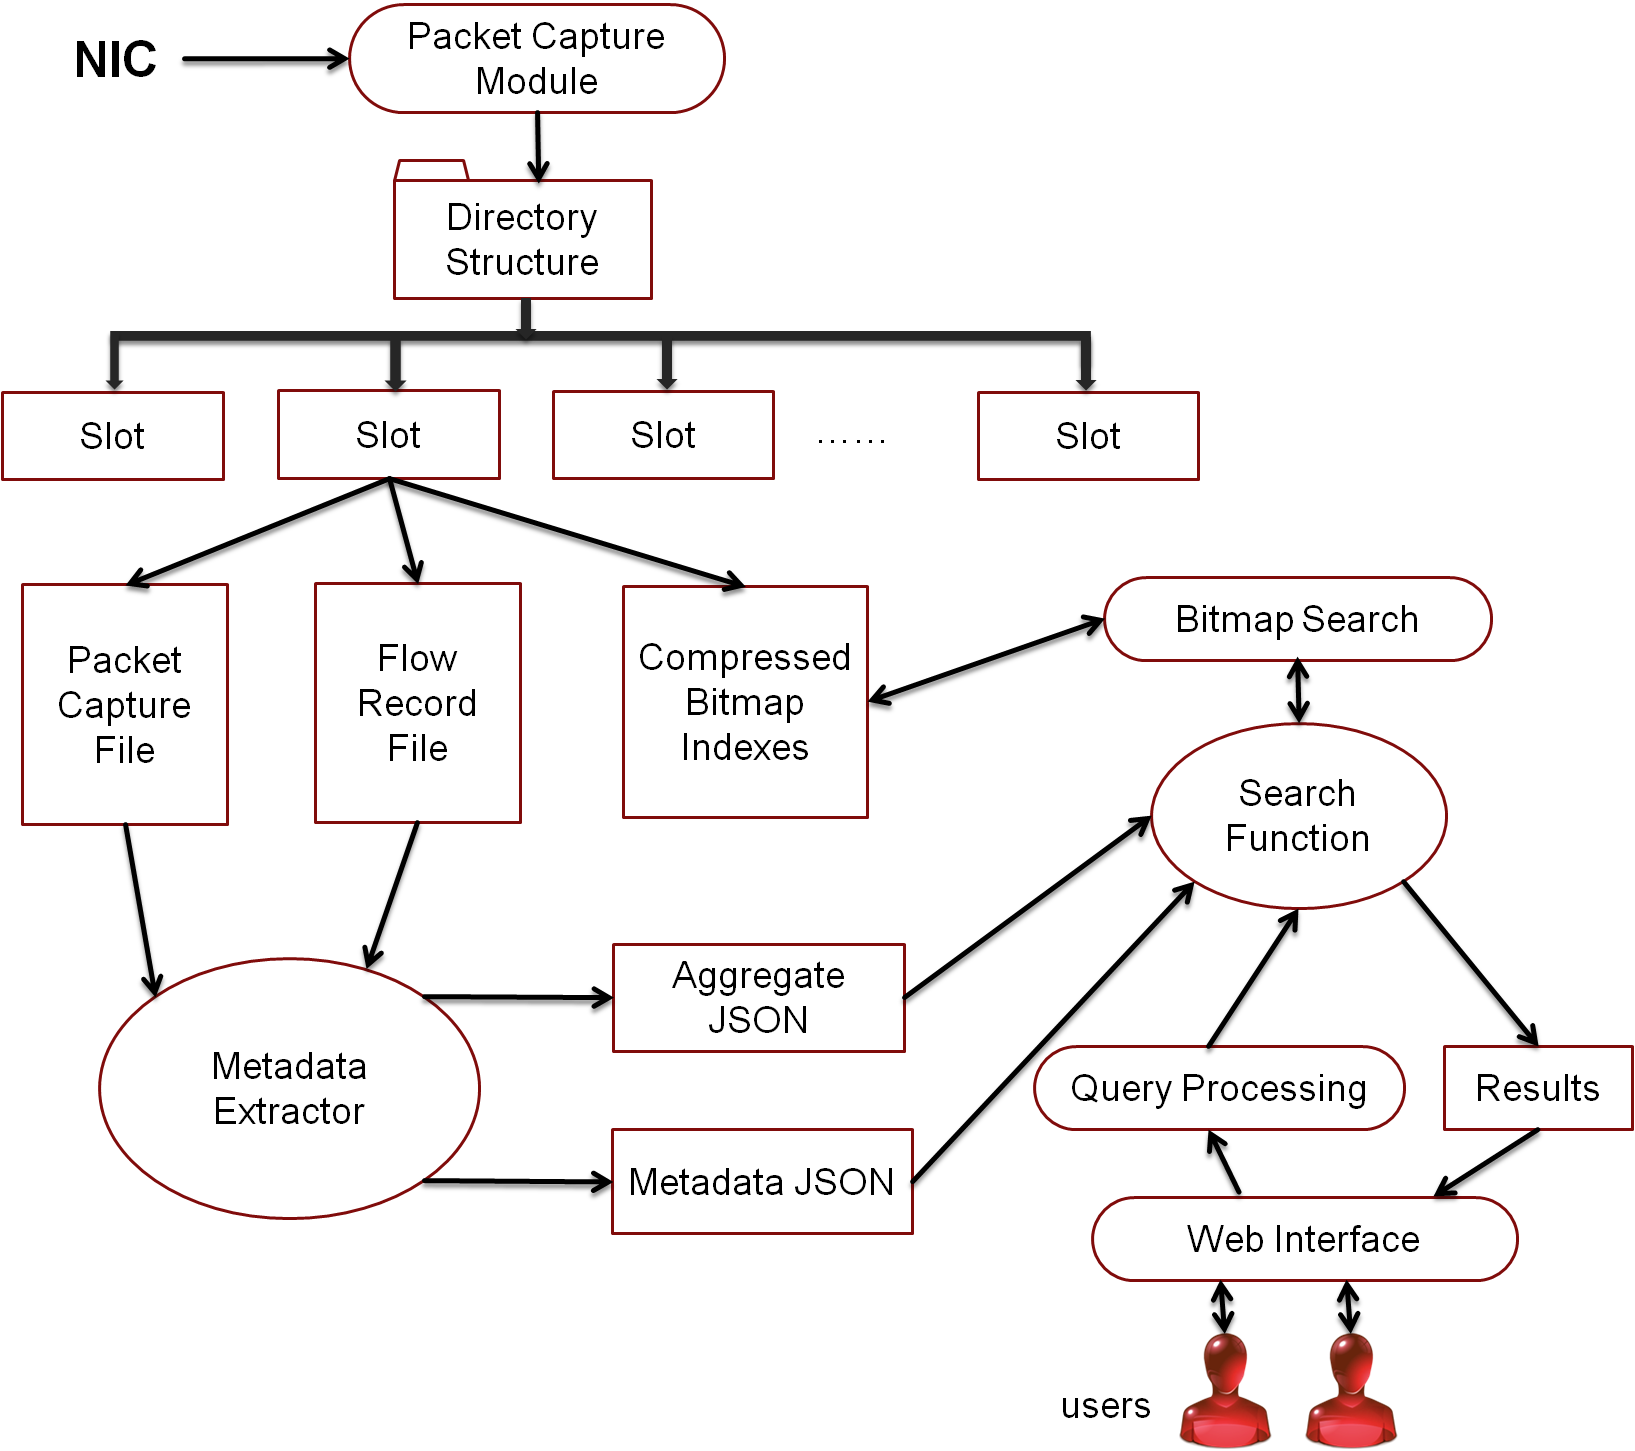 NIC
Packet Capture
Module
Directory
Structure
Slot
Slot
Slot
......
Slot
Packet
Capture
File
Flow
Record
File
Compressed
Bitmap
Indexes
Bitmap Search
Search
Function
Aggregate
JSON
Metadata
Extractor
Query Processing
Results
Metadata JSON
Web Interface
users